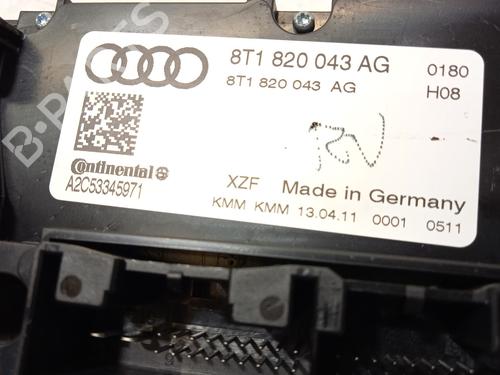 8T1 820 043 AG 0180
8T1 820 043 AG H08
Continental
A2C53345971
XZF Made in Germany
KMM KMM 13.04.11 0001 0511
B-PARTS